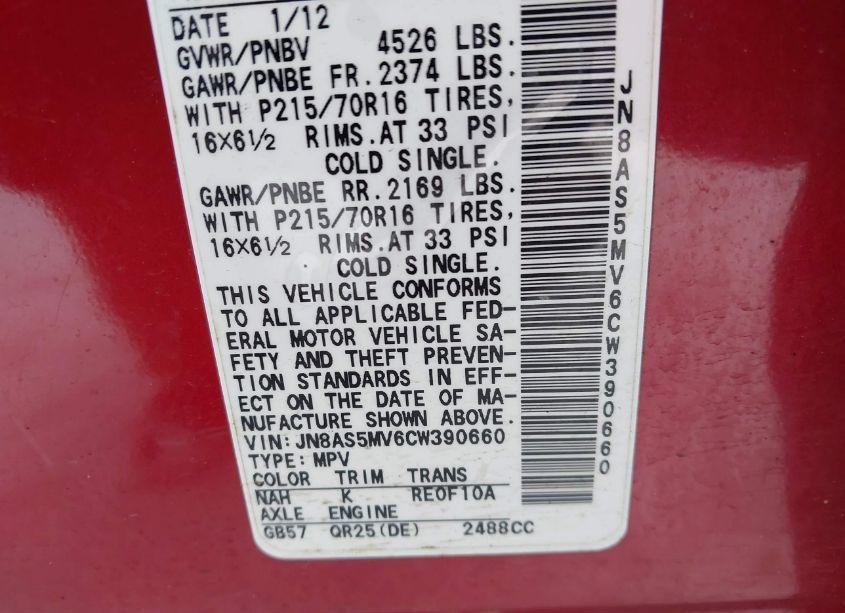 DATE 1/12
GVWR/PNBV 4526 LBS.
GAWR/PNBE FR.2374 LBS.
WITH P215/70R16 TIRES,
16X6½ RIMS.AT 33 PSI
COLD SINGLE.
GAWR/PNBE RR.2169 LBS.
WITH P215/70R16 TIRES,
16X6½ RIMS.AT 33 PSI
COLD SINGLE.
THIS VEHICLE CONFORMS
TO ALL APPLICABLE FED-
ERAL MOTOR VEHICLE SA-
FETY AND THEFT PREVEN-
TION STANDARDS IN EFF-
ECT ON THE DATE OF MA-
NUFACTURE SHOWN ABOVE.
VIN:JN8AS5MV6CW390660
TYPE:MPV
COLOR TRIM TRANS
NAH K RE0F10A
AXLE ENGINE
GB57 QR25(DE) 2488CC
JN8AS5MV6CW390660